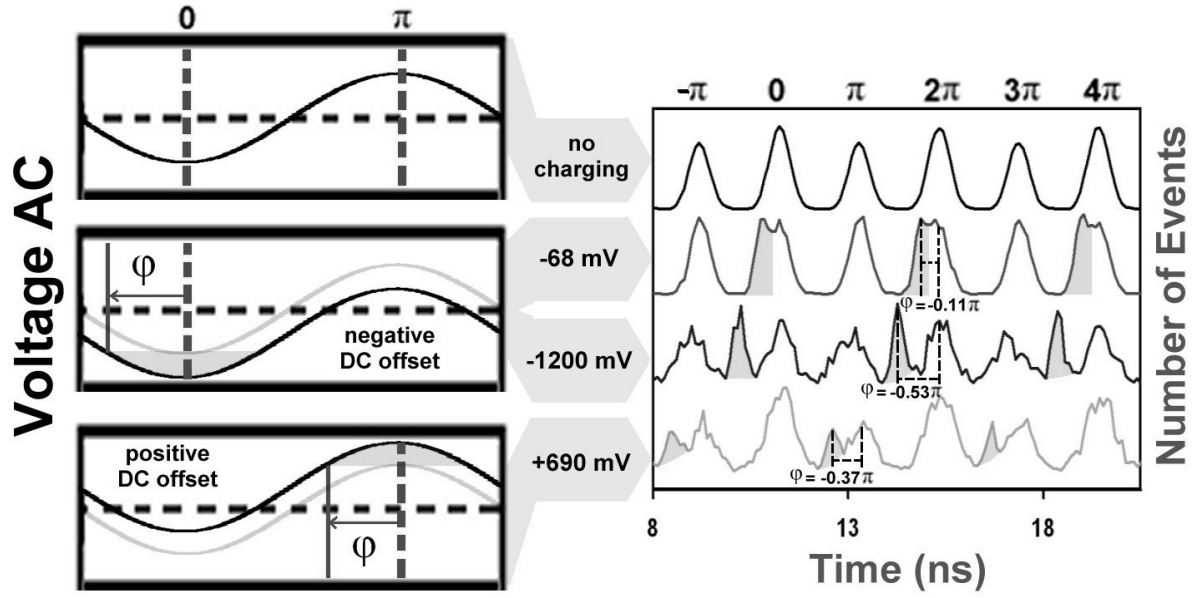 Voltage AC
0 π
φ
negative
DC offset
positive
DC offset
φ
no
charging
-68 mV
-1200 mV
+690 mV
-π 0 π 2π 3π 4π
φ=-0.11π
φ=-0.53π
φ=-0.37π
8 13 18
Time (ns)
Number of Events